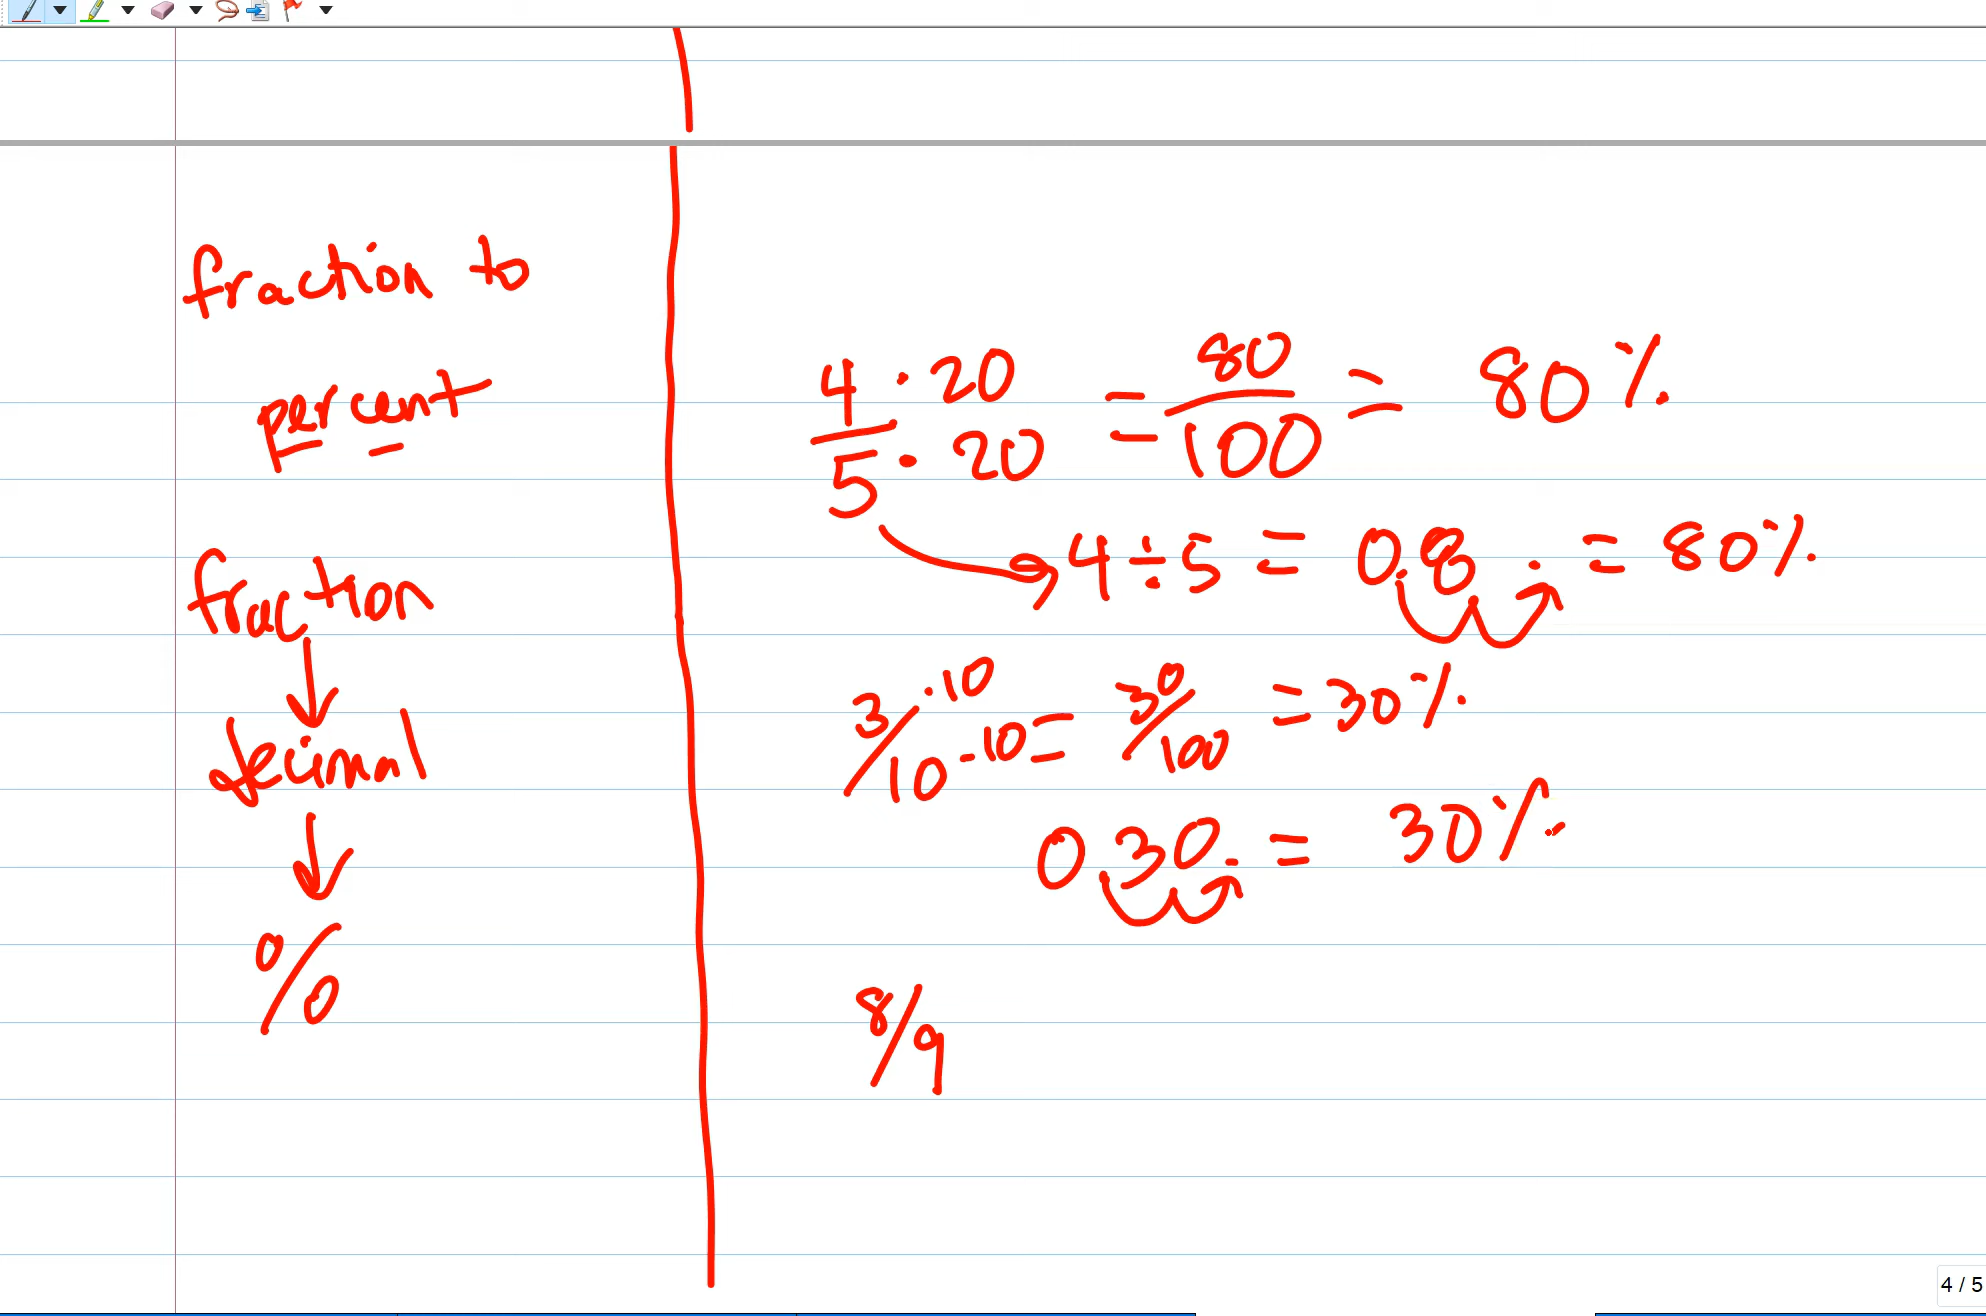 fraction to
percent
fraction
↓
decimal
↓
%
4 · 20 / 5 · 20 = 80/100 = 80%
4 ÷ 5 = 0.8 . = 80%
3 · 10 / 10 · 10 = 30/100 = 30%
0.30. = 30%
8/9
4 / 5